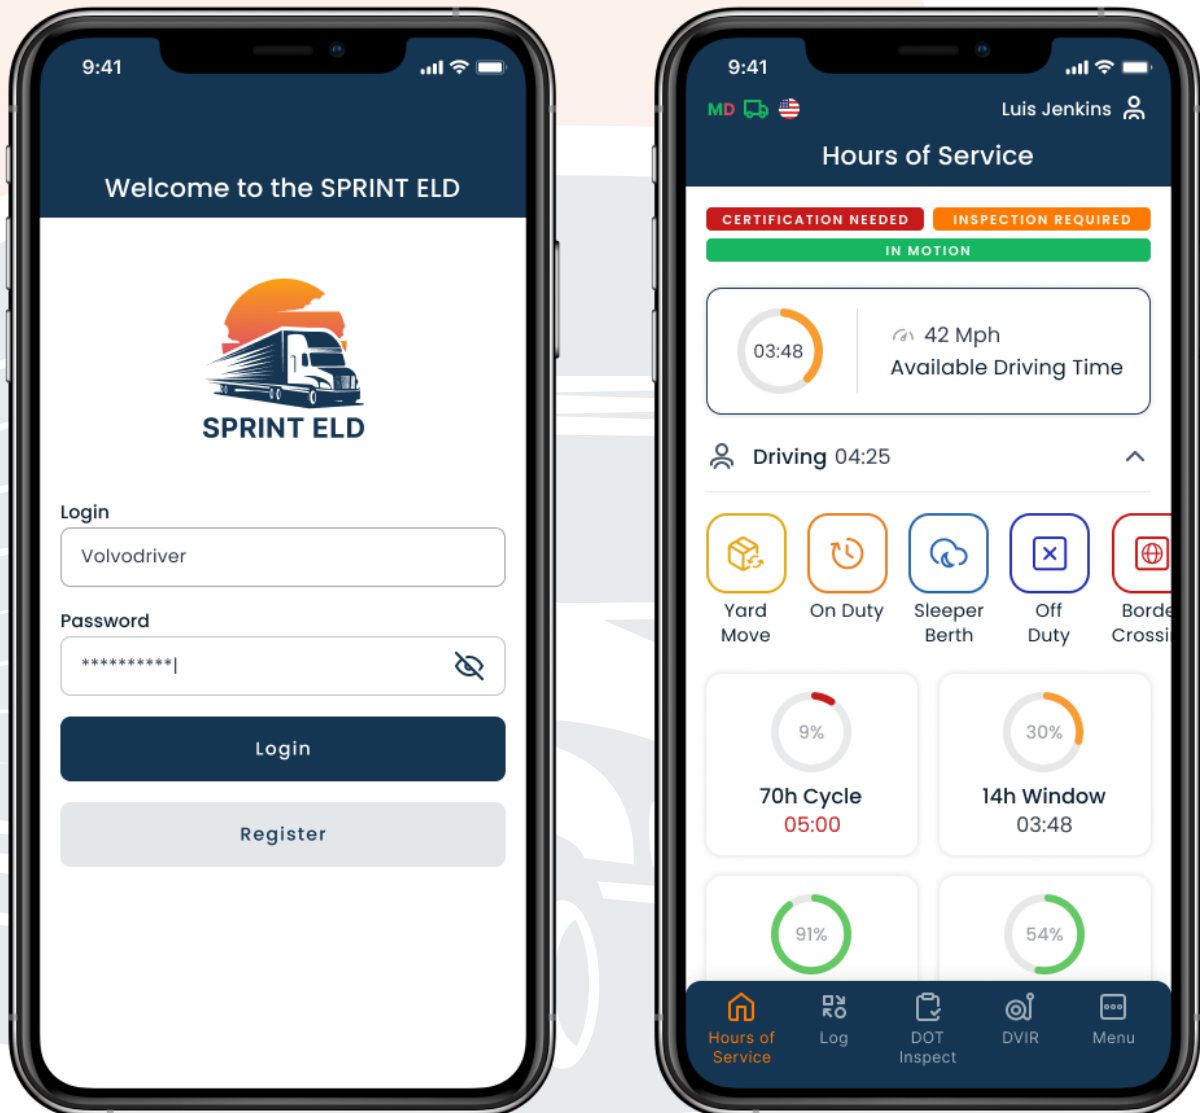 9:41
Welcome to the SPRINT ELD
SPRINT ELD
Login
Volvodriver
Password
**********|
Login
Register
9:41
MD
Luis Jenkins
Hours of Service
CERTIFICATION NEEDED
INSPECTION REQUIRED
IN MOTION
03:48
42 Mph
Available Driving Time
Driving 04:25
Yard
Move
On Duty
Sleeper
Berth
Off
Duty
Borde
Crossi
9%
70h Cycle
05:00
30%
14h Window
03:48
91%
54%
Hours of
Service
Log
DOT
Inspect
DVIR
Menu